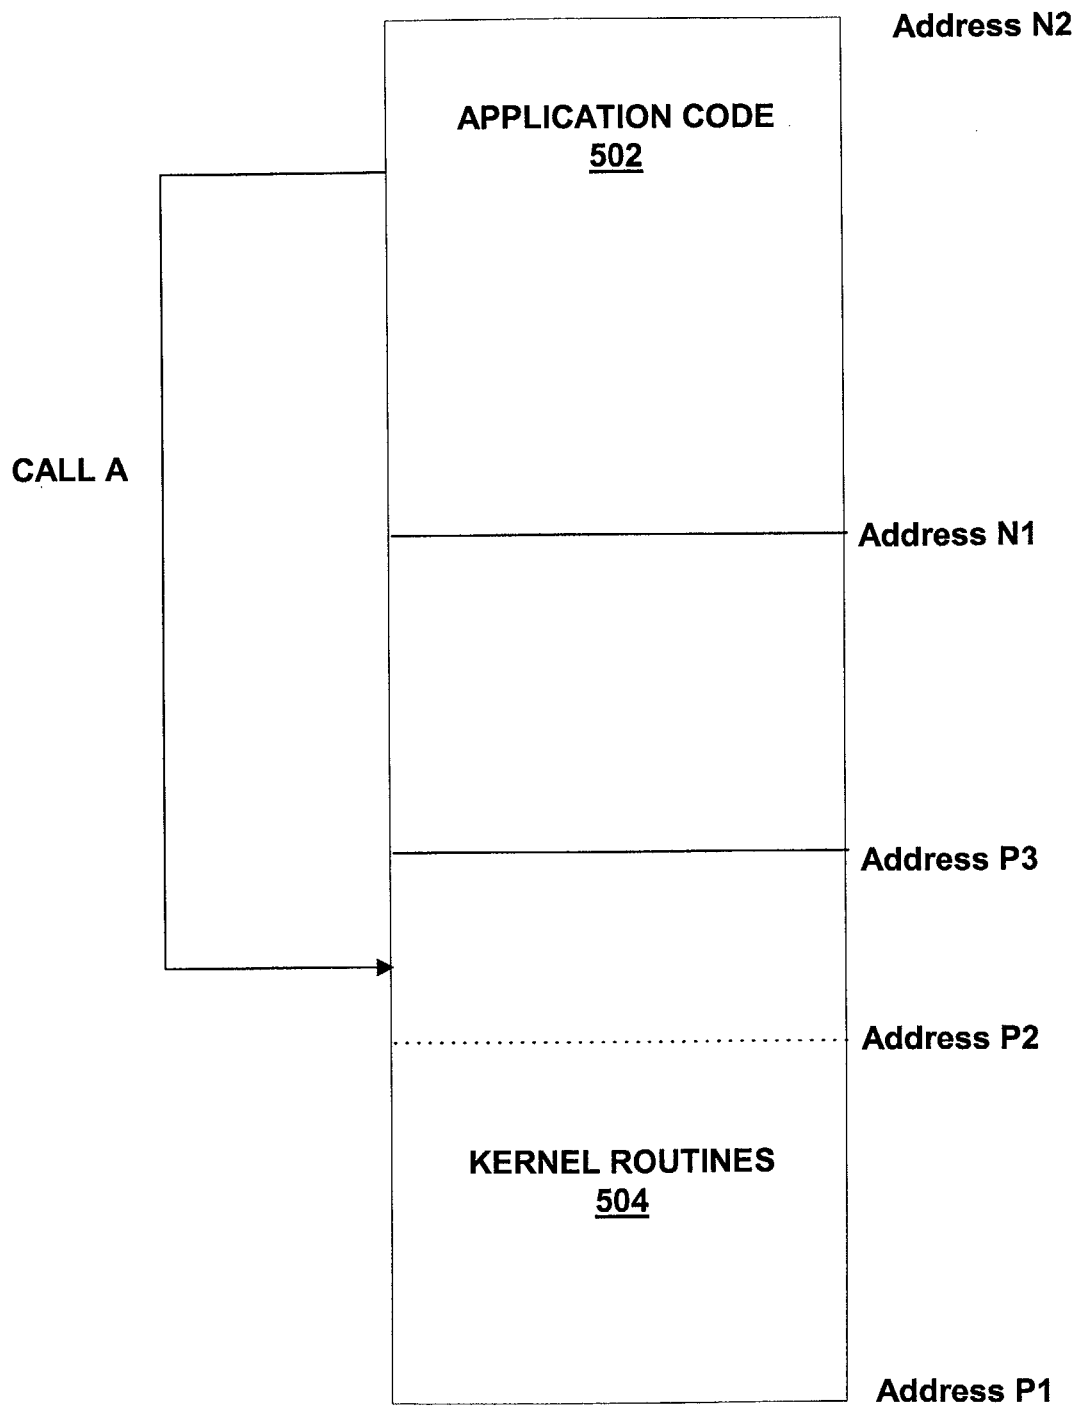 Address N2
APPLICATION CODE
502
CALL A
Address N1
Address P3
Address P2
KERNEL ROUTINES
504
Address P1